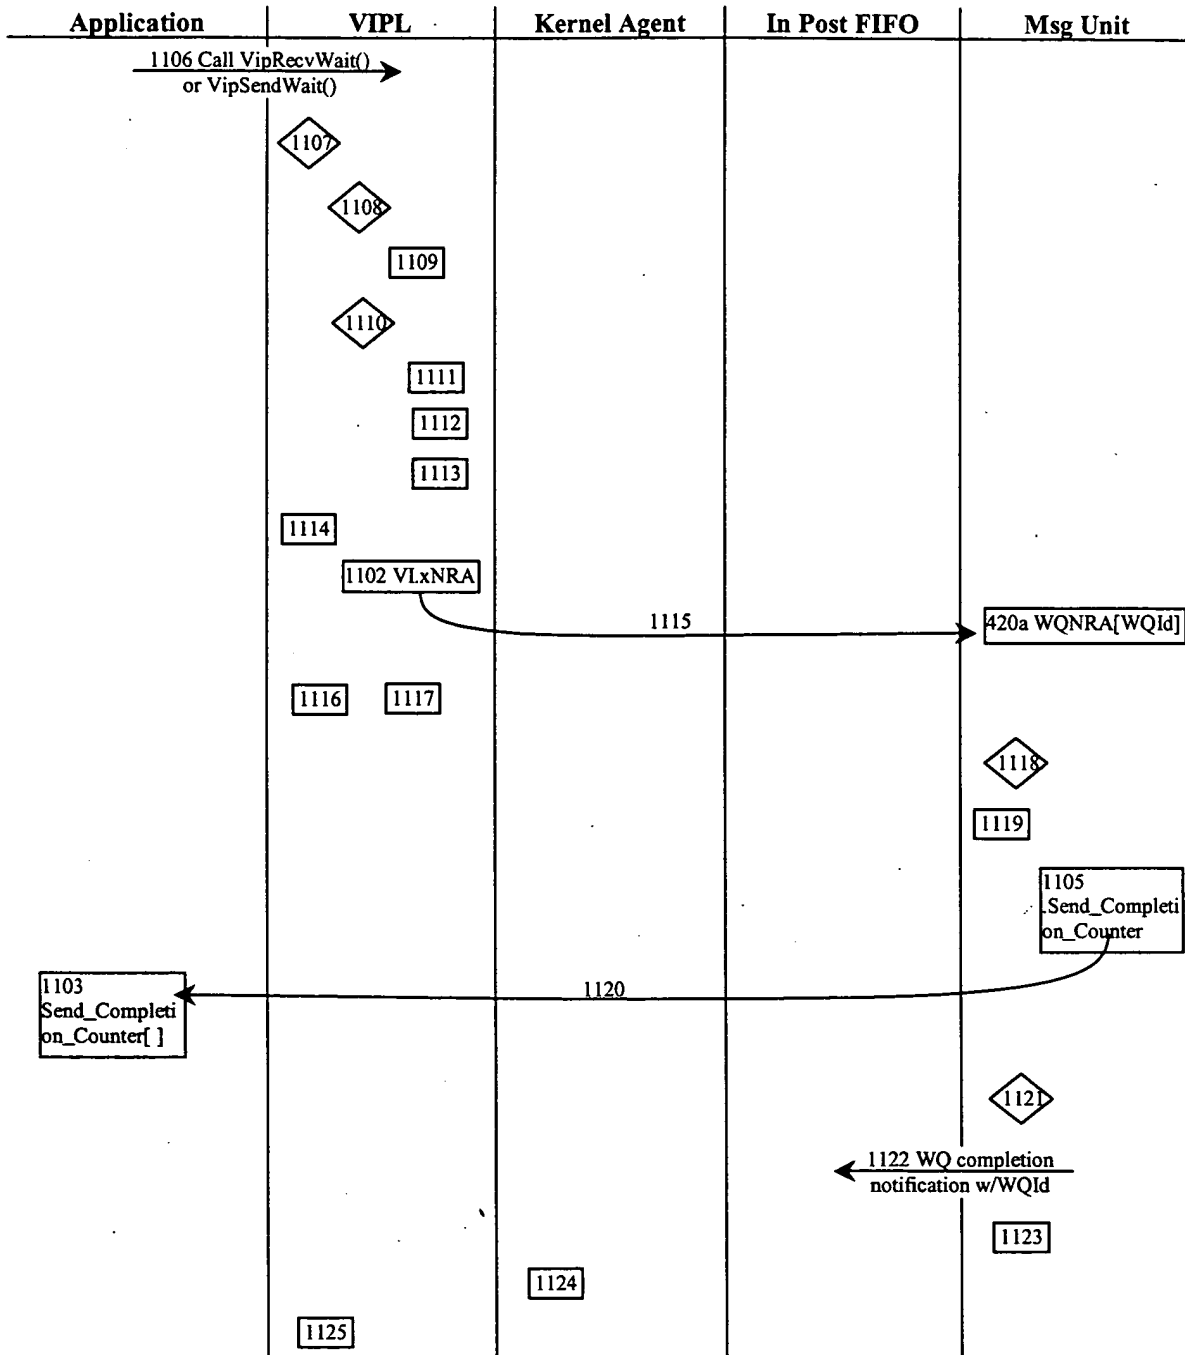 Application VIPL Kernel Agent In Post FIFO Msg Unit
1106 Call VipRecvWait()
or VipSendWait()
1107
1108
1109
1110
1111
1112
1113
1114
1102 VI.xNRA
1115
420a WQNRA[WQId]
1116 1117
1118
1119
1105
.Send_Completi
on_Counter
1120
1103
Send_Completi
on_Counter[ ]
1121
1122 WQ completion
notification w/WQId
1123
1124
1125